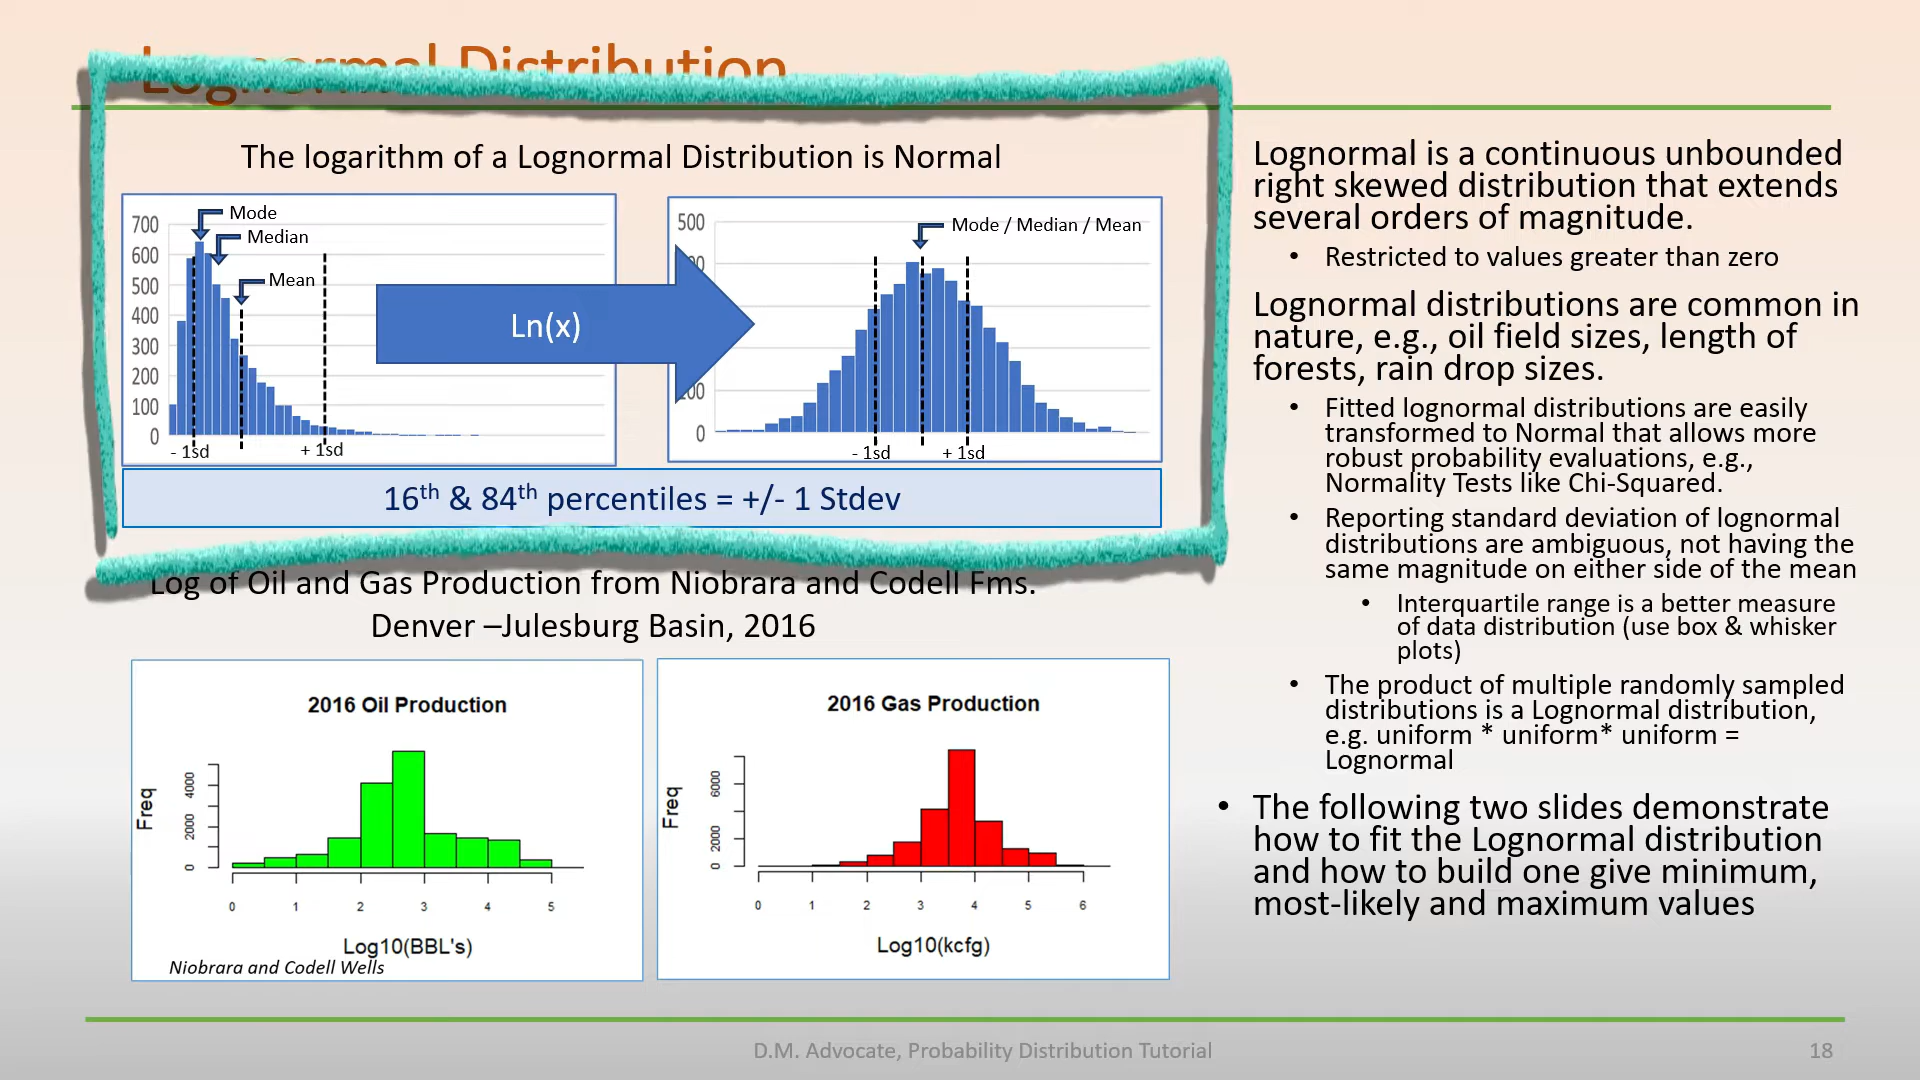 Lognormal Distribution
The logarithm of a Lognormal Distribution is Normal
700
600
500
400
300
200
100
0
Mode
Median
Mean
- 1sd
+ 1sd
Ln(x)
500
0
Mode / Median / Mean
- 1sd
+ 1sd
16th & 84th percentiles = +/- 1 Stdev
Log of Oil and Gas Production from Niobrara and Codell Fms.
Denver –Julesburg Basin, 2016
2016 Oil Production
Freq
4000
2000
0
0 1 2 3 4 5
Log10(BBL's)
Niobrara and Codell Wells
2016 Gas Production
Freq
6000
2000
0
0 1 2 3 4 5 6
Log10(kcfg)
Lognormal is a continuous unbounded
right skewed distribution that extends
several orders of magnitude.
• Restricted to values greater than zero
Lognormal distributions are common in
nature, e.g., oil field sizes, length of
forests, rain drop sizes.
• Fitted lognormal distributions are easily
transformed to Normal that allows more
robust probability evaluations, e.g.,
Normality Tests like Chi-Squared.
• Reporting standard deviation of lognormal
distributions are ambiguous, not having the
same magnitude on either side of the mean
• Interquartile range is a better measure
of data distribution (use box & whisker
plots)
• The product of multiple randomly sampled
distributions is a Lognormal distribution,
e.g. uniform * uniform* uniform =
Lognormal
• The following two slides demonstrate
how to fit the Lognormal distribution
and how to build one give minimum,
most-likely and maximum values
D.M. Advocate, Probability Distribution Tutorial
18